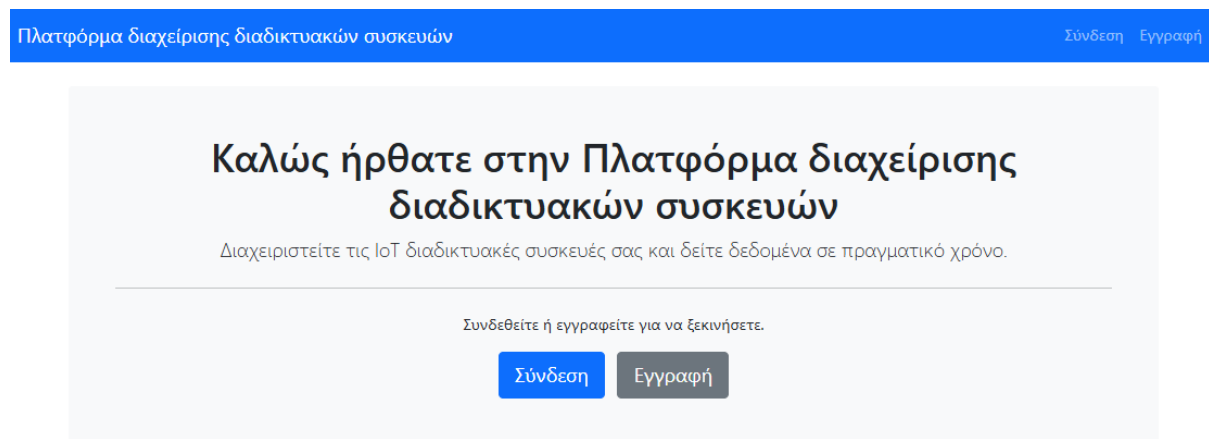 Πλατφόρμα διαχείρισης διαδικτυακών συσκευών
Σύνδεση Εγγραφή
Καλώς ήρθατε στην Πλατφόρμα διαχείρισης
διαδικτυακών συσκευών
Διαχειριστείτε τις IoT διαδικτυακές συσκευές σας και δείτε δεδομένα σε πραγματικό χρόνο.
Συνδεθείτε ή εγγραφείτε για να ξεκινήσετε.
Σύνδεση Εγγραφή